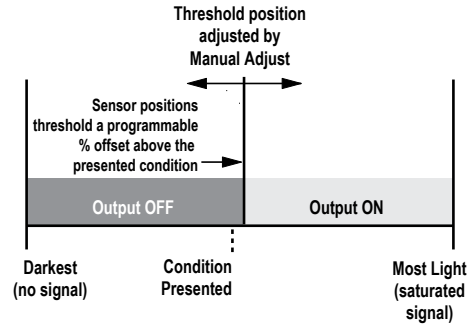 Threshold position
adjusted by
Manual Adjust
Sensor positions
threshold a programmable
% offset above the
presented condition
Output OFF
Output ON
Darkest
(no signal)
Condition
Presented
Most Light
(saturated
signal)